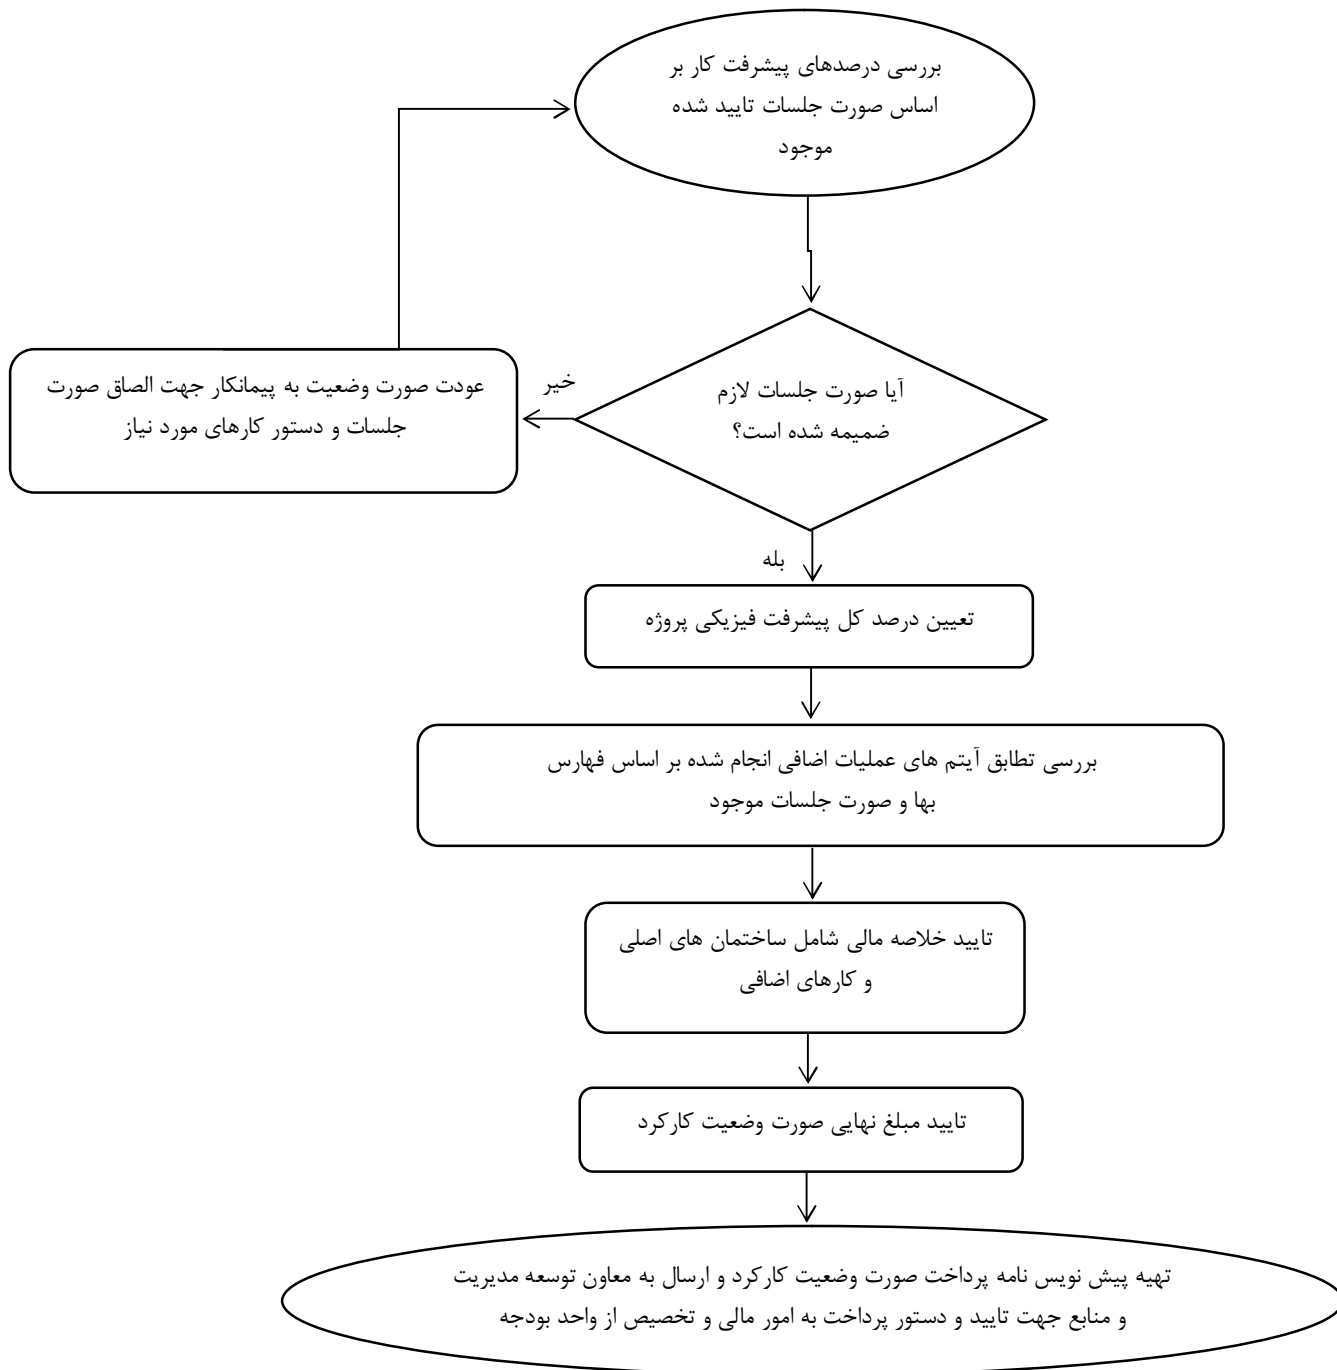 بررسی درصدهای پیشرفت کار بر
اساس صورت جلسات تایید شده
موجود
آیا صورت جلسات لازم
ضمیمه شده است؟
خیر
عودت صورت وضعیت به پیمانکار جهت الصاق صورت
جلسات و دستور کارهای مورد نیاز
بله
تعیین درصد کل پیشرفت فیزیکی پروژه
بررسی تطابق آیتم های عملیات اضافی انجام شده بر اساس فهارس
بها و صورت جلسات موجود
تایید خلاصه مالی شامل ساختمان های اصلی
و کارهای اضافی
تایید مبلغ نهایی صورت وضعیت کارکرد
تهیه پیش نویس نامه پرداخت صورت وضعیت کارکرد و ارسال به معاون توسعه مدیریت
و منابع جهت تایید و دستور پرداخت به امور مالی و تخصیص از واحد بودجه